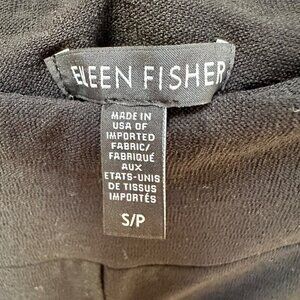 EILEEN FISHER
MADE IN
USA OF
IMPORTED
FABRIC/
FABRIQUÉ
AUX
ETATS-UNIS
DE TISSUS
IMPORTÉS
S/P